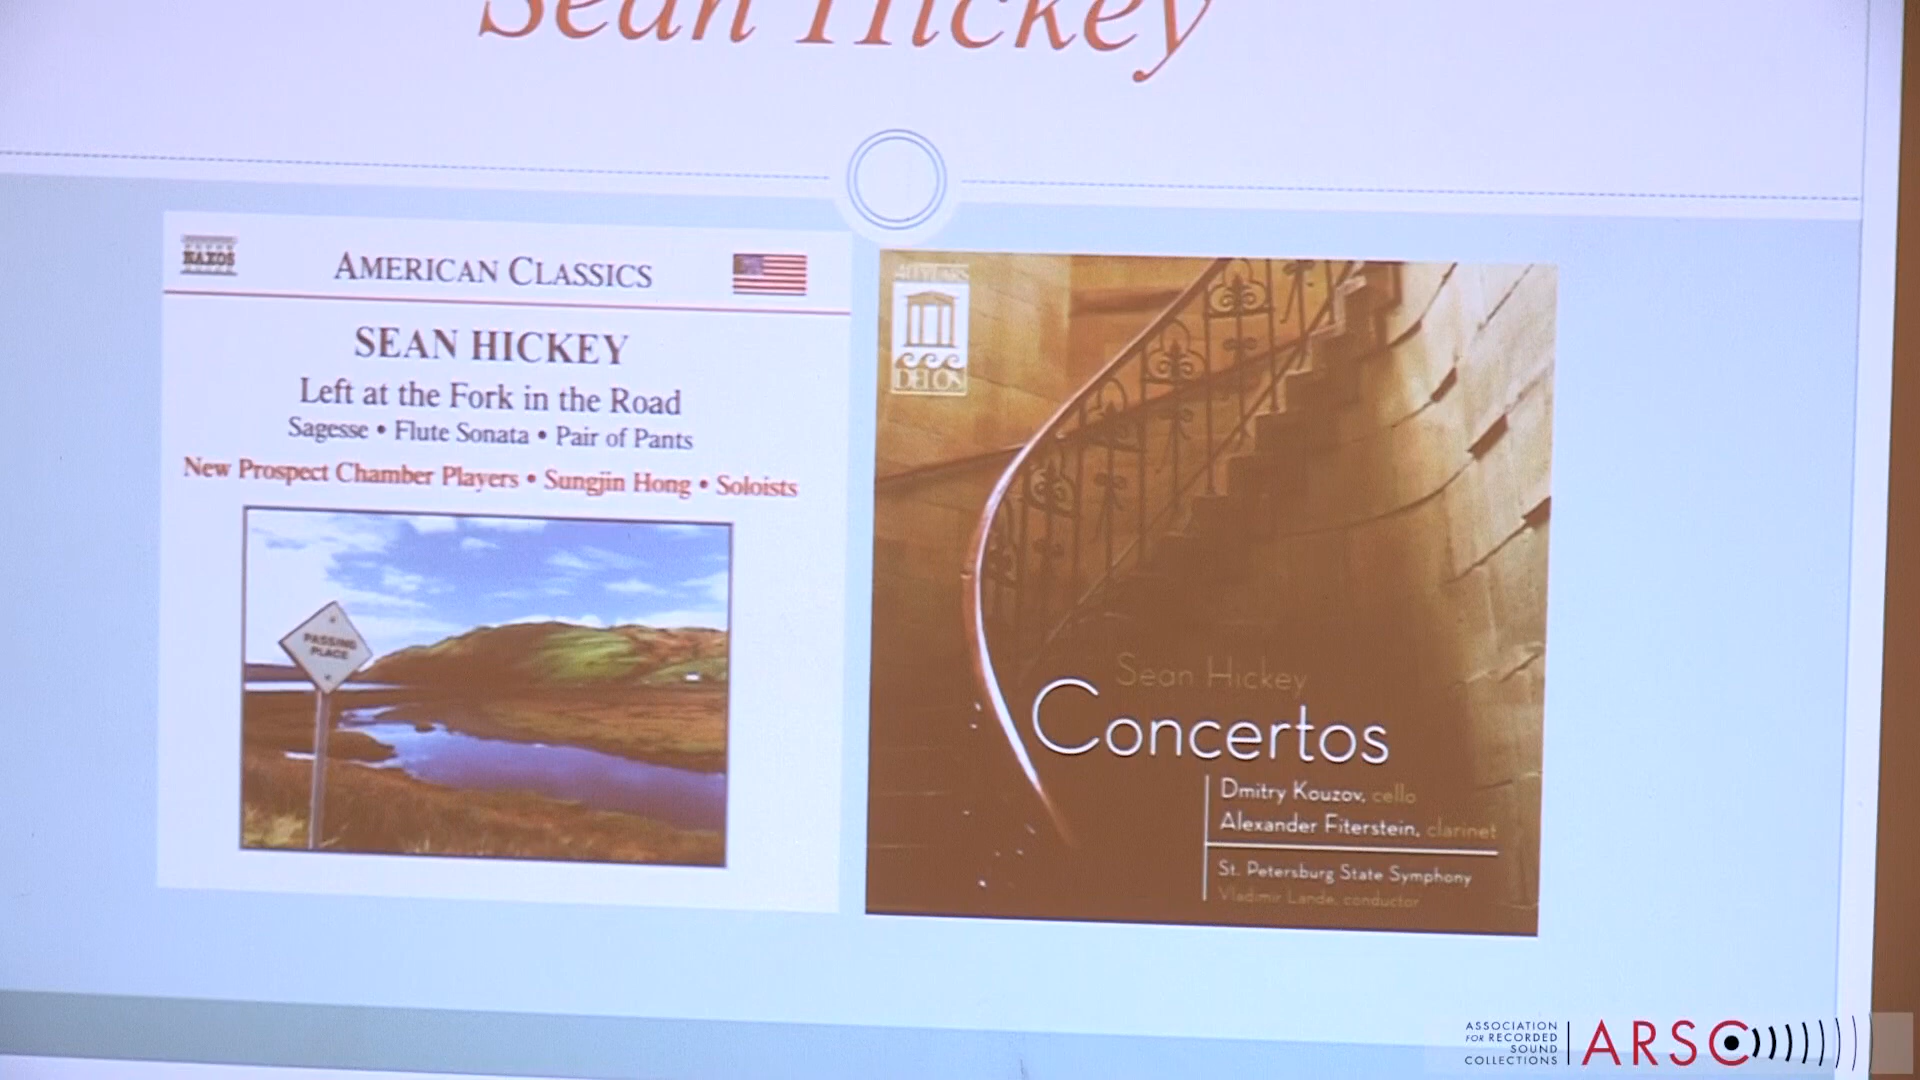 Sean Hickey
NAXOS
AMERICAN CLASSICS
SEAN HICKEY
Left at the Fork in the Road
Sagesse • Flute Sonata • Pair of Pants
New Prospect Chamber Players • Sungjin Hong • Soloists
PASSING
PLACE
40 YEARS
DELOS
Sean Hickey
Concertos
Dmitry Kouzov, cello
Alexander Fiterstein, clarinet
St. Petersburg State Symphony
Vladimir Lande, conductor
ASSOCIATION
FOR RECORDED
SOUND
COLLECTIONS
ARSC